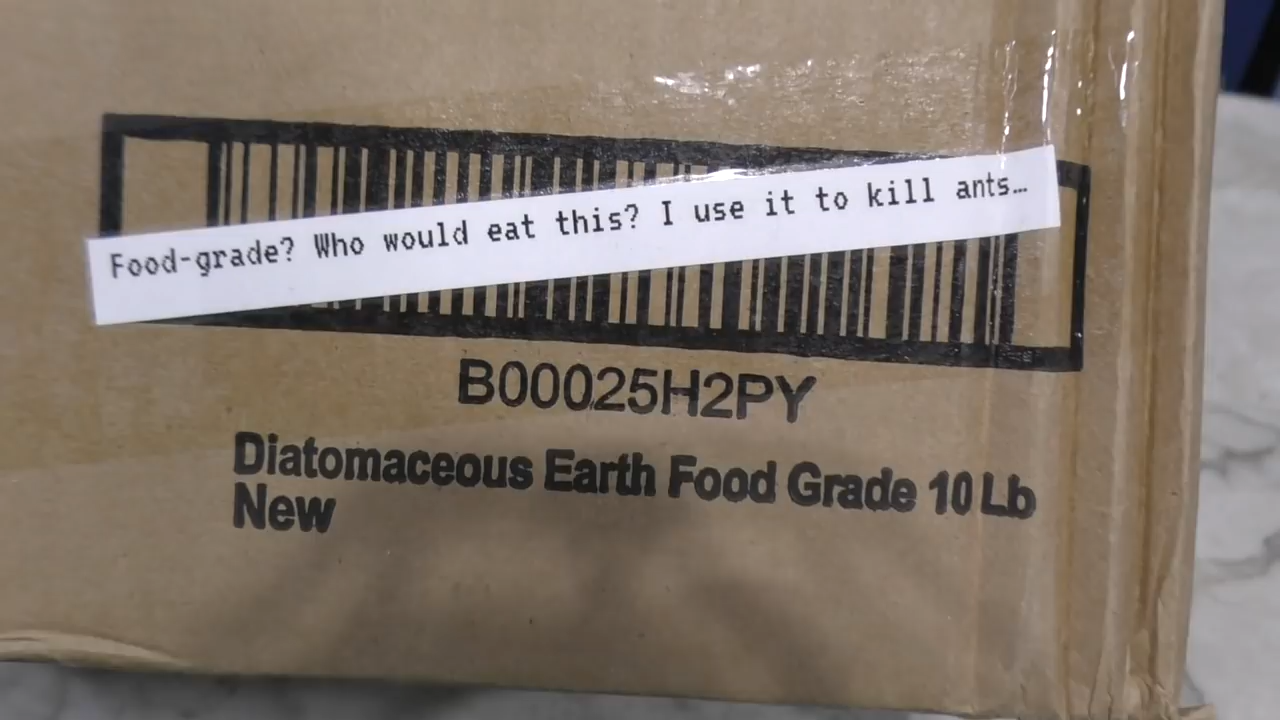 Food-grade? Who would eat this? I use it to kill ants…
B00025H2PY
Diatomaceous Earth Food Grade 10 Lb
New